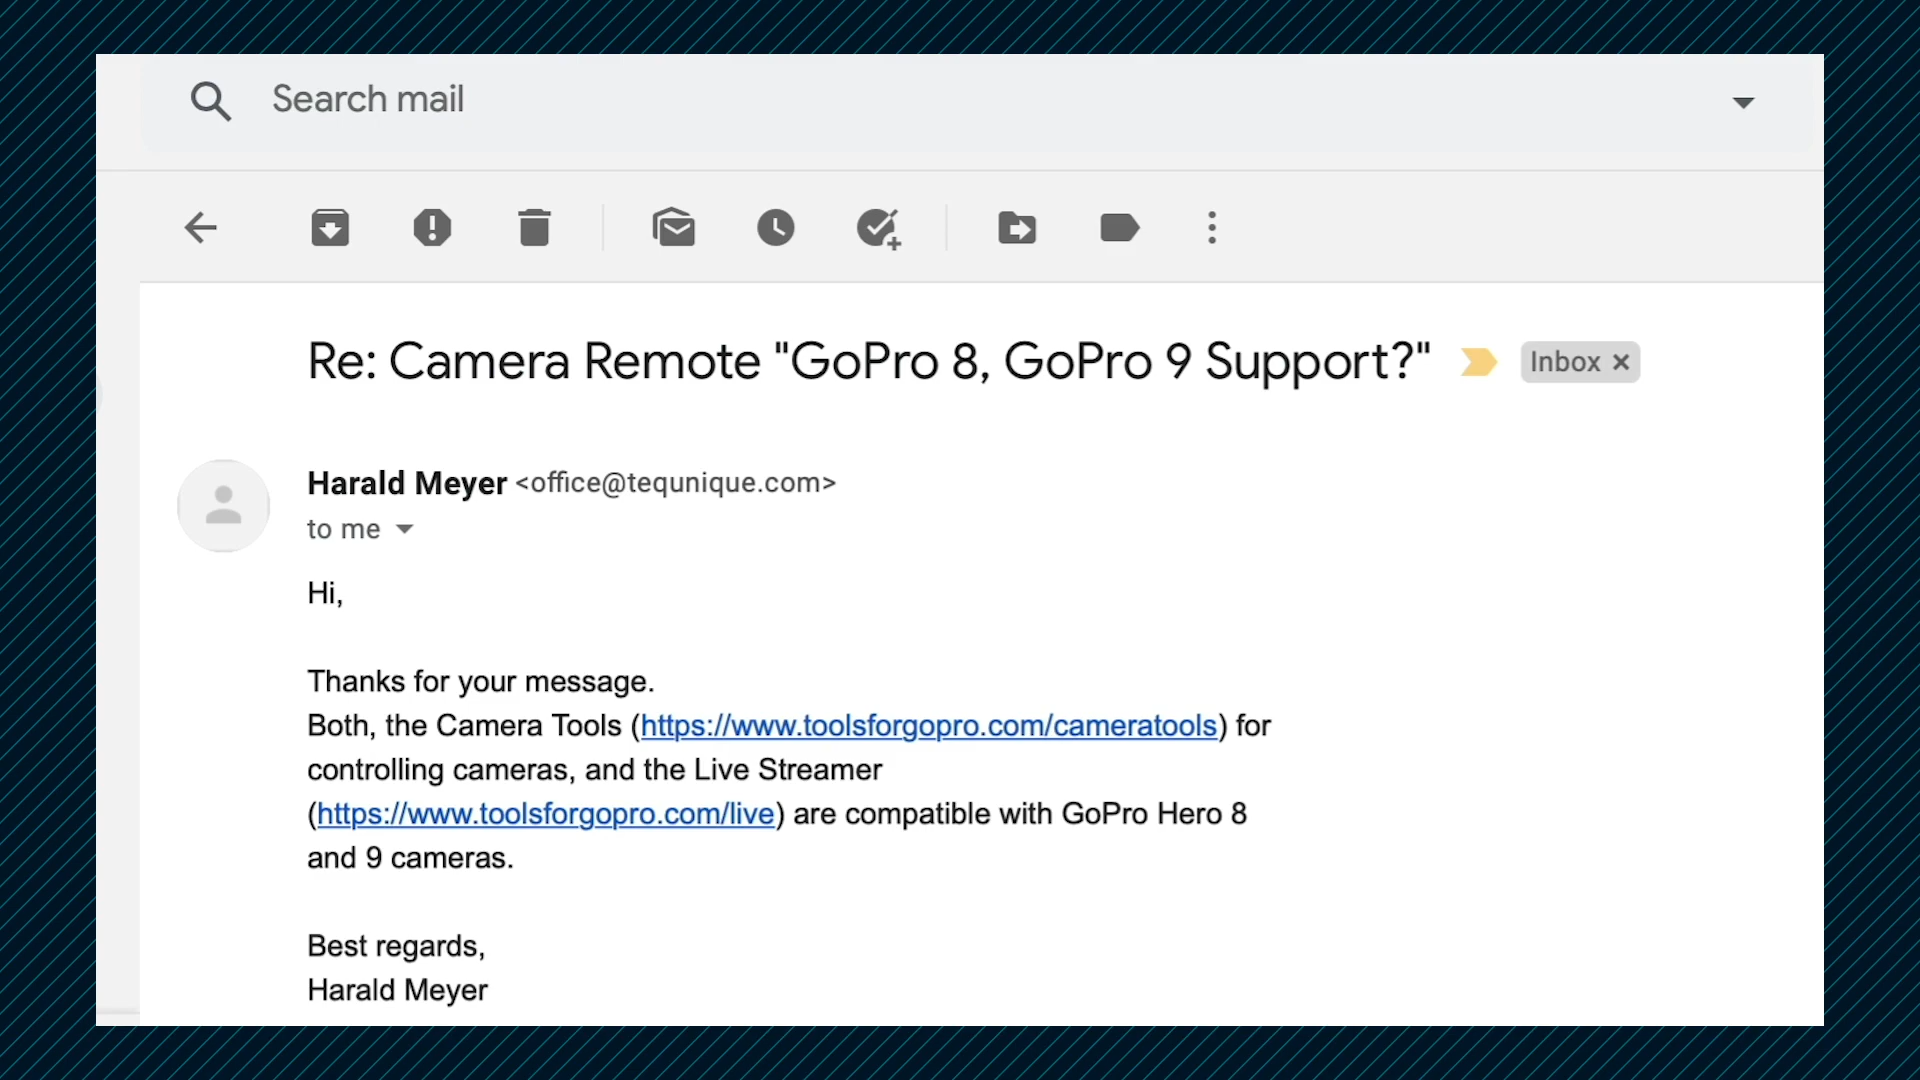 Search mail
Re: Camera Remote "GoPro 8, GoPro 9 Support?" Inbox ×
Harald Meyer <office@tequnique.com>
to me
Hi,
Thanks for your message.
Both, the Camera Tools (https://www.toolsforgopro.com/cameratools) for
controlling cameras, and the Live Streamer
(https://www.toolsforgopro.com/live) are compatible with GoPro Hero 8
and 9 cameras.
Best regards,
Harald Meyer